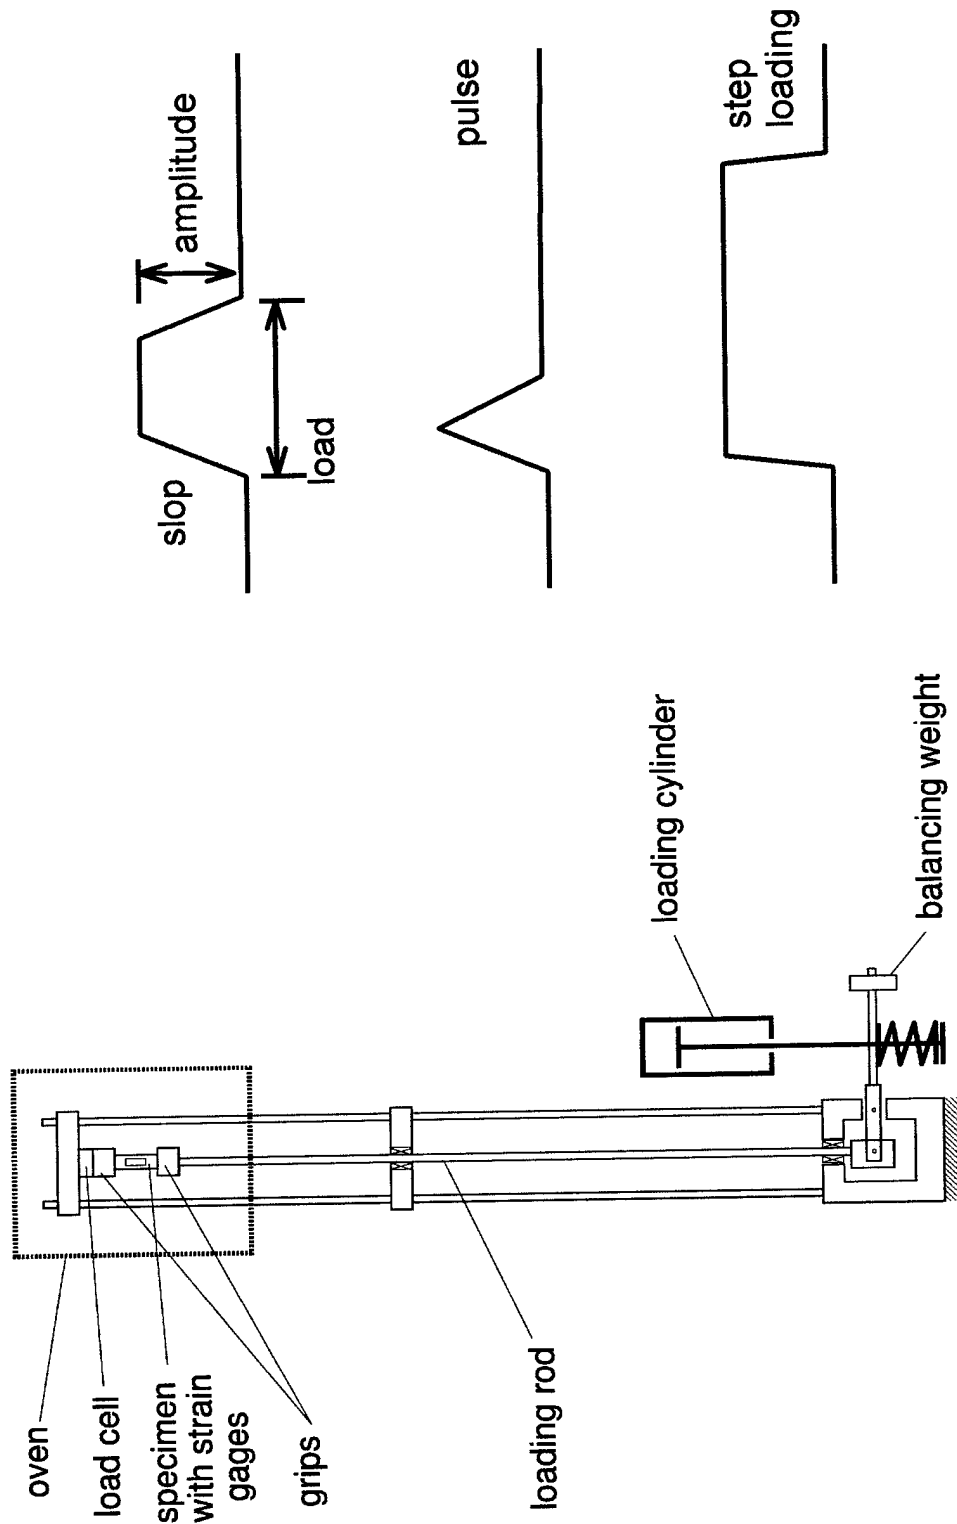 oven
load cell
specimen
with strain
gages
grips
loading rod
loading cylinder
balancing weight
slop
amplitude
load
pulse
step
loading